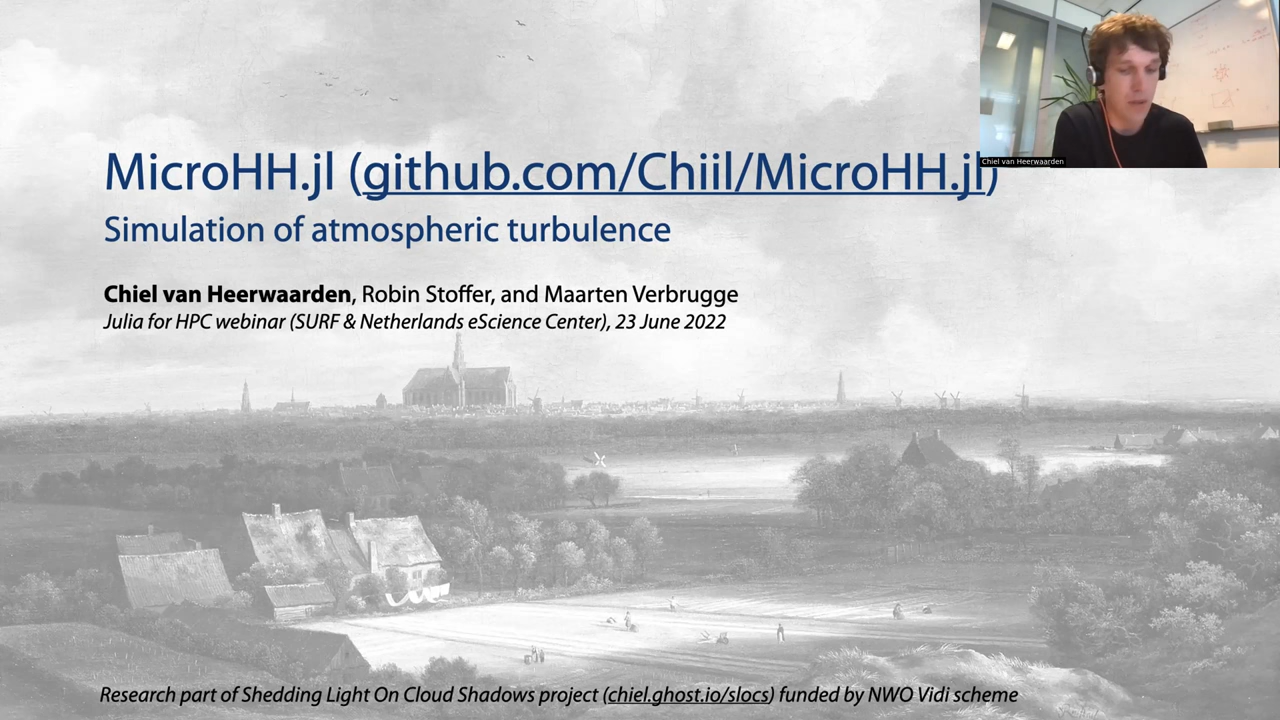 MicroHH.jl (github.com/Chiil/MicroHH.jl)
Chiel van Heerwaarden
Simulation of atmospheric turbulence
Chiel van Heerwaarden, Robin Stoffer, and Maarten Verbrugge
Julia for HPC webinar (SURF & Netherlands eScience Center), 23 June 2022
Research part of Shedding Light On Cloud Shadows project (chiel.ghost.io/slocs) funded by NWO Vidi scheme